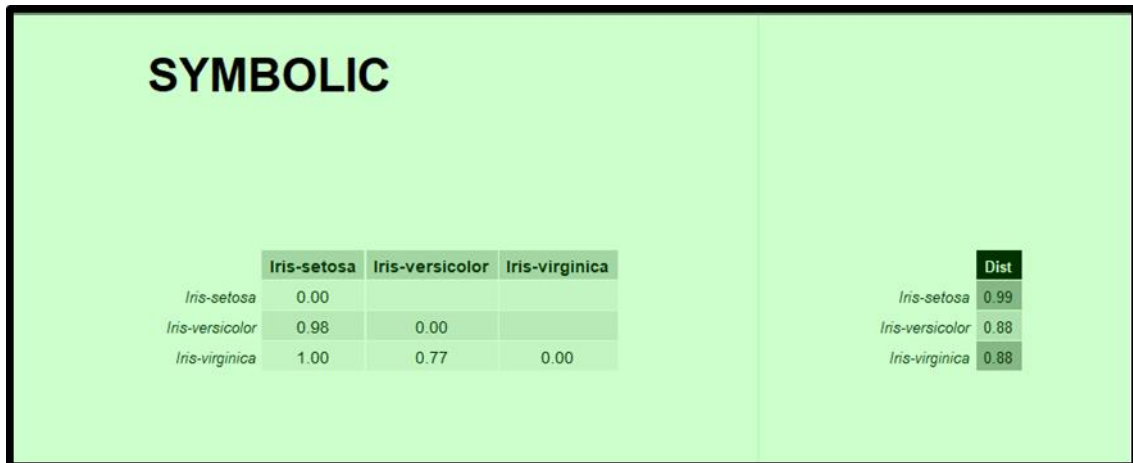 SYMBOLIC
Iris-setosa Iris-versicolor Iris-virginica
Iris-setosa 0.00
Iris-versicolor 0.98 0.00
Iris-virginica 1.00 0.77 0.00
Dist
Iris-setosa 0.99
Iris-versicolor 0.88
Iris-virginica 0.88